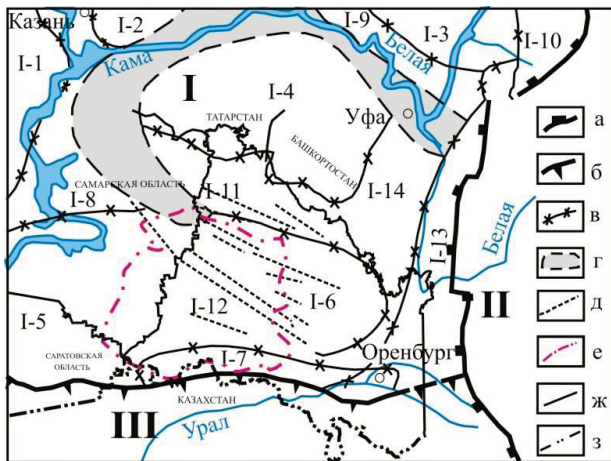 Казань
I-2
I-9
I-3
I-10
I-1
Кама
Белая
I
I-4
Уфа
ТАТАРСТАН
БАШКОРТОСТАН
САМАРСКАЯ ОБЛАСТЬ
I-8
I-11
I-14
I-13
Белая
I-5
I-12
I-6
II
САРАТОВСКАЯ
ОБЛАСТЬ
I-7
Оренбург
III
КАЗАХСТАН
Урал
а
б
в
г
д
е
ж
з